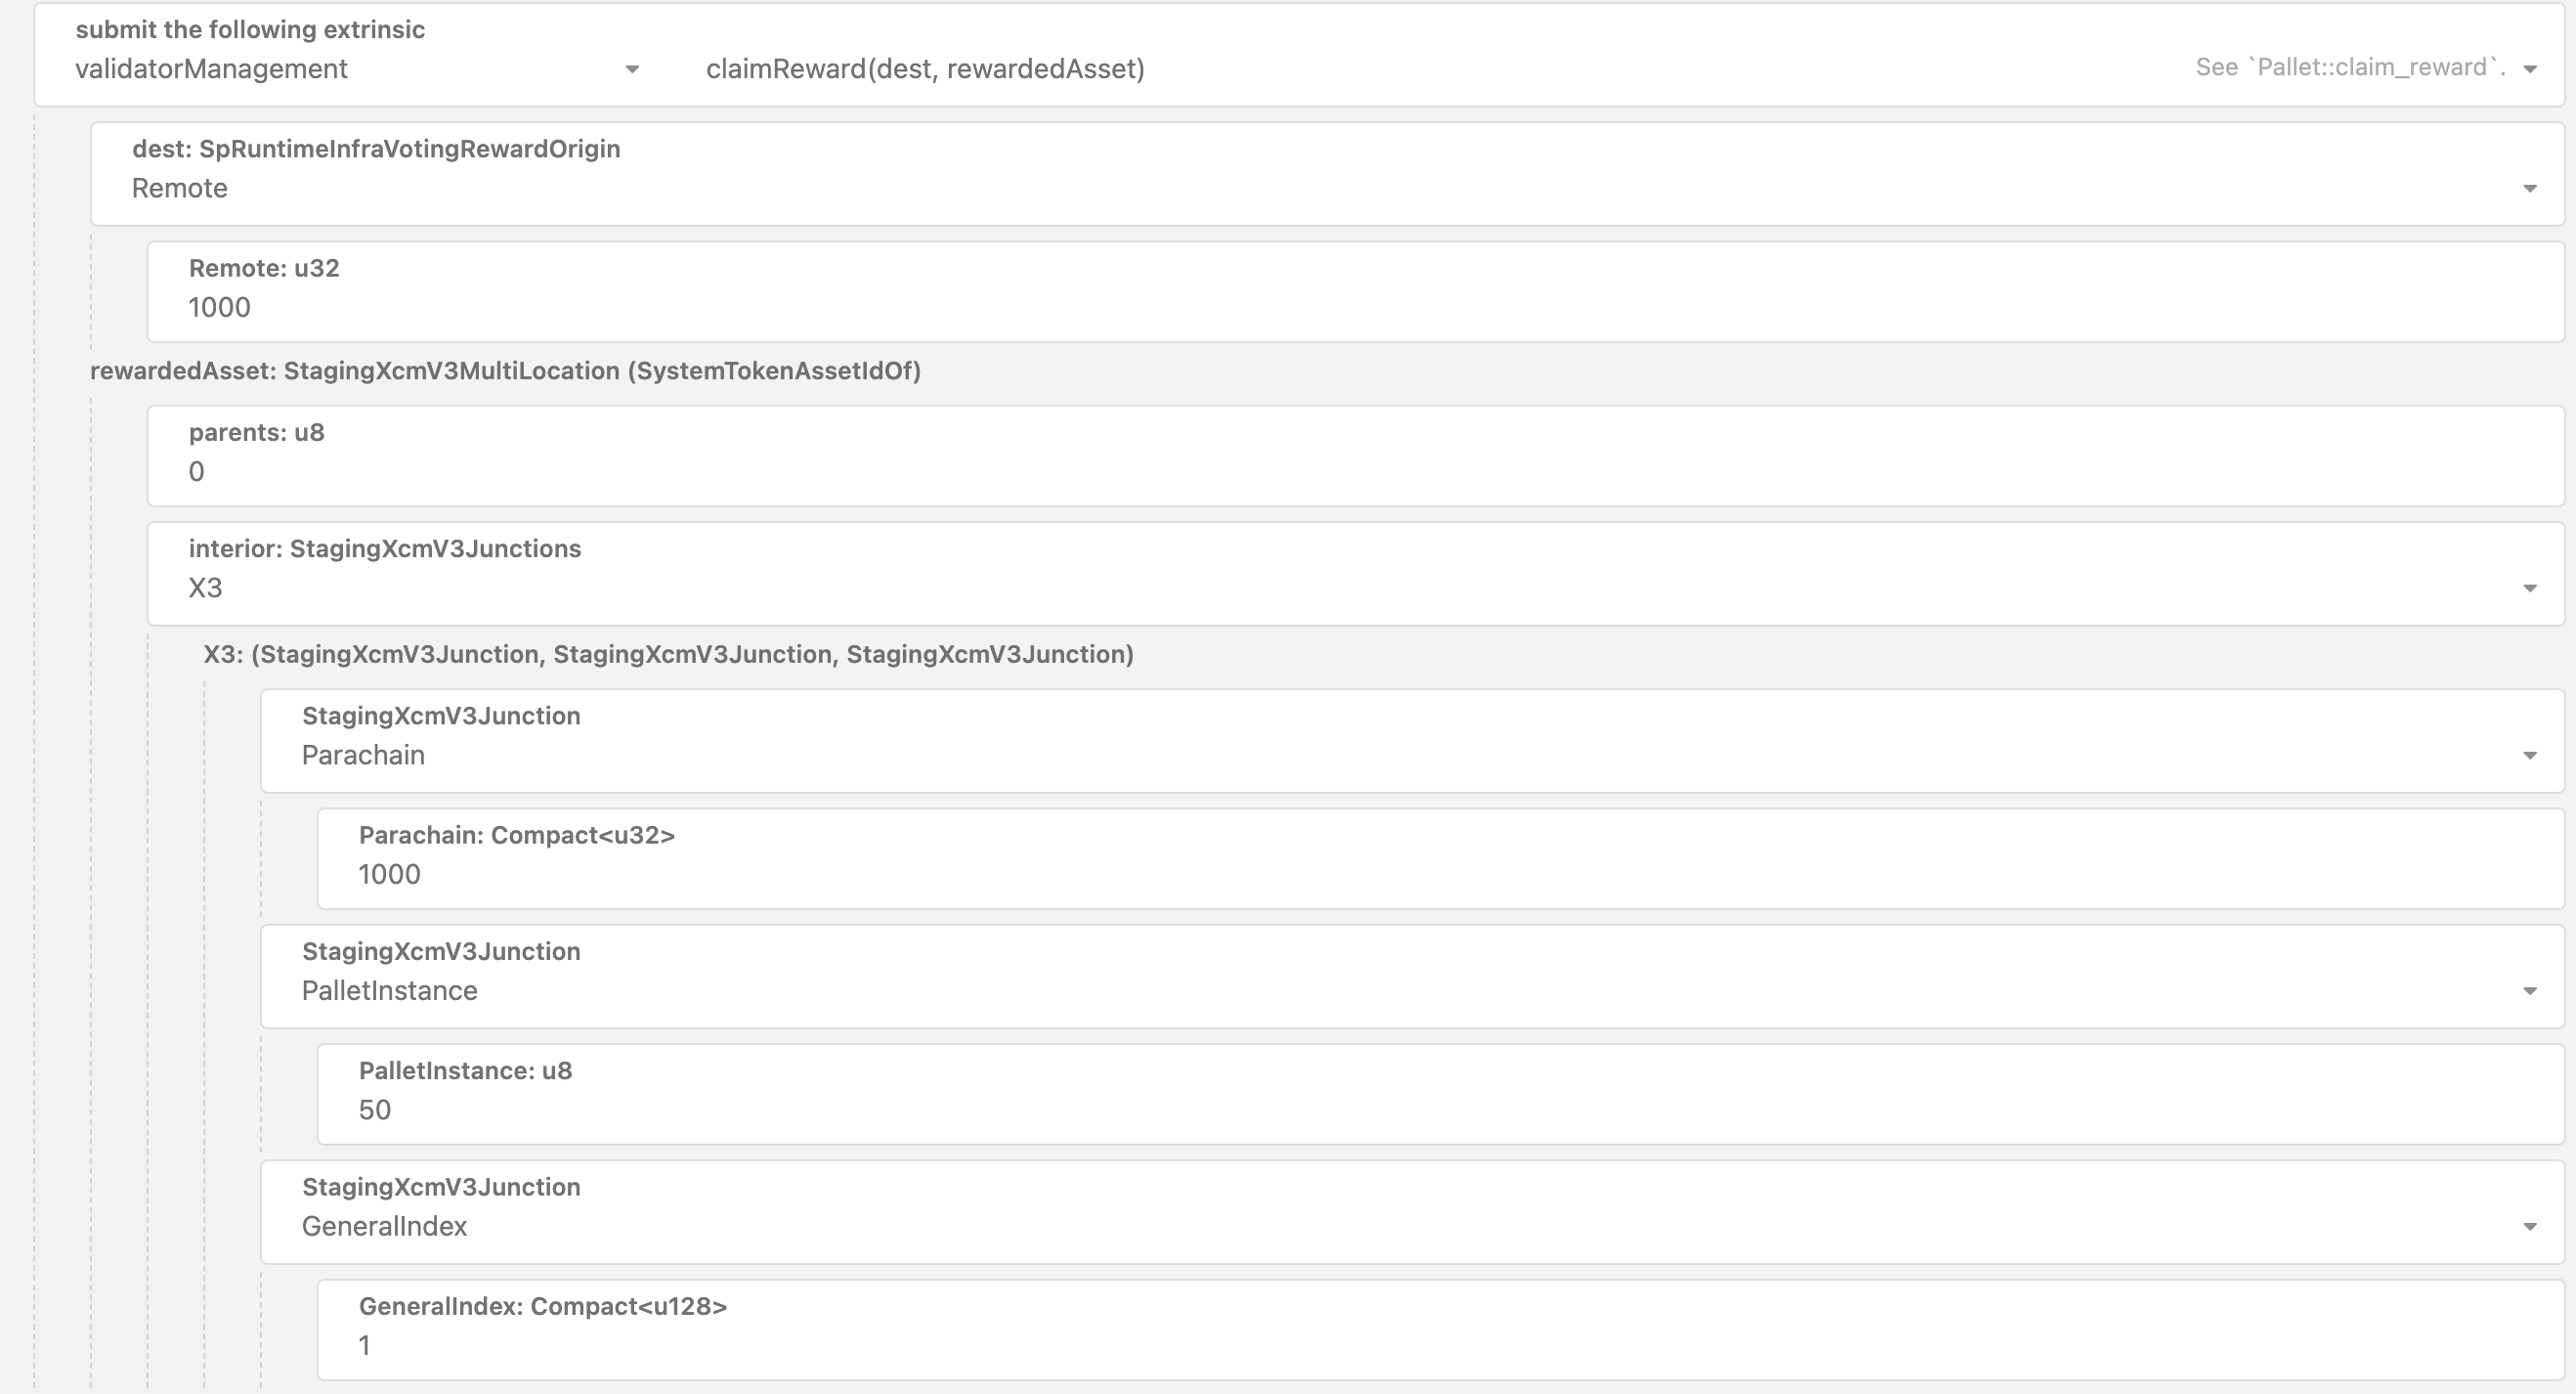 submit the following extrinsic
validatorManagement
claimReward(dest, rewardedAsset)
See `Pallet::claim_reward`.
dest: SpRuntimeInfraVotingRewardOrigin
Remote
Remote: u32
1000
rewardedAsset: StagingXcmV3MultiLocation (SystemTokenAssetIdOf)
parents: u8
0
interior: StagingXcmV3Junctions
X3
X3: (StagingXcmV3Junction, StagingXcmV3Junction, StagingXcmV3Junction)
StagingXcmV3Junction
Parachain
Parachain: Compact<u32>
1000
StagingXcmV3Junction
PalletInstance
PalletInstance: u8
50
StagingXcmV3Junction
GeneralIndex
GeneralIndex: Compact<u128>
1